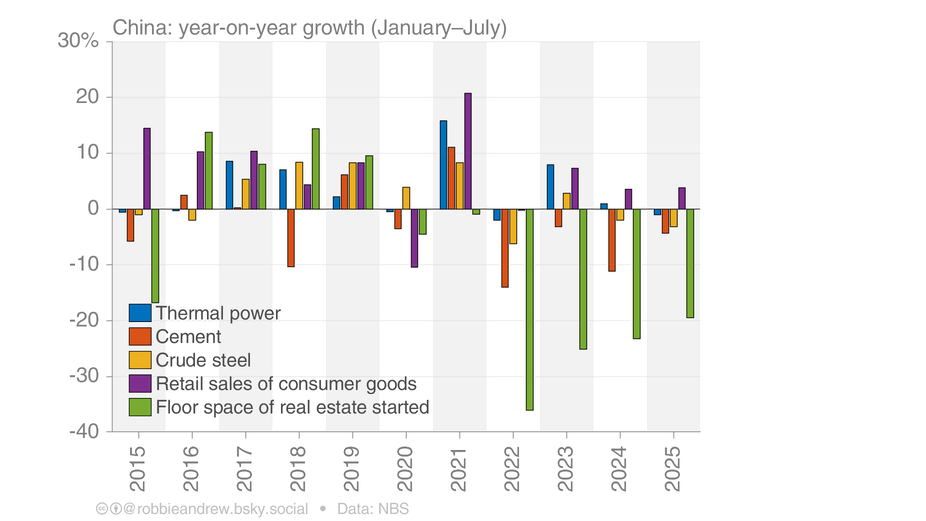 China: year-on-year growth (January–July)
30%
20
10
0
-10
-20
-30
-40
Thermal power
Cement
Crude steel
Retail sales of consumer goods
Floor space of real estate started
2015 2016 2017 2018 2019 2020 2021 2022 2023 2024 2025
@robbieandrew.bsky.social • Data: NBS